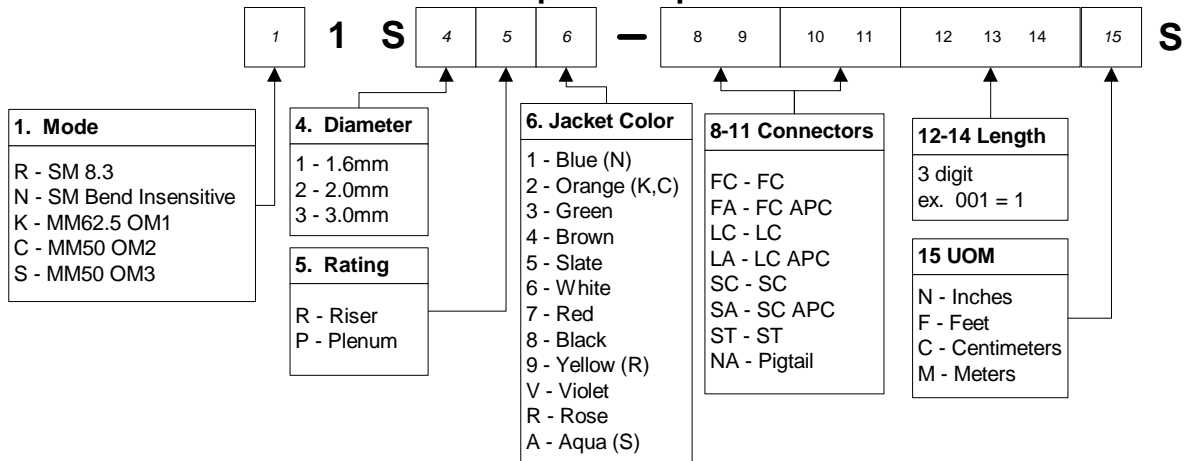 1 1 S 4 5 6 – 8 9 10 11 12 13 14 15 S
1. Mode
R - SM 8.3
N - SM Bend Insensitive
K - MM62.5 OM1
C - MM50 OM2
S - MM50 OM3
4. Diameter
1 - 1.6mm
2 - 2.0mm
3 - 3.0mm
5. Rating
R - Riser
P - Plenum
6. Jacket Color
1 - Blue (N)
2 - Orange (K,C)
3 - Green
4 - Brown
5 - Slate
6 - White
7 - Red
8 - Black
9 - Yellow (R)
V - Violet
R - Rose
A - Aqua (S)
8-11 Connectors
FC - FC
FA - FC APC
LC - LC
LA - LC APC
SC - SC
SA - SC APC
ST - ST
NA - Pigtail
12-14 Length
3 digit
ex. 001 = 1
15 UOM
N - Inches
F - Feet
C - Centimeters
M - Meters